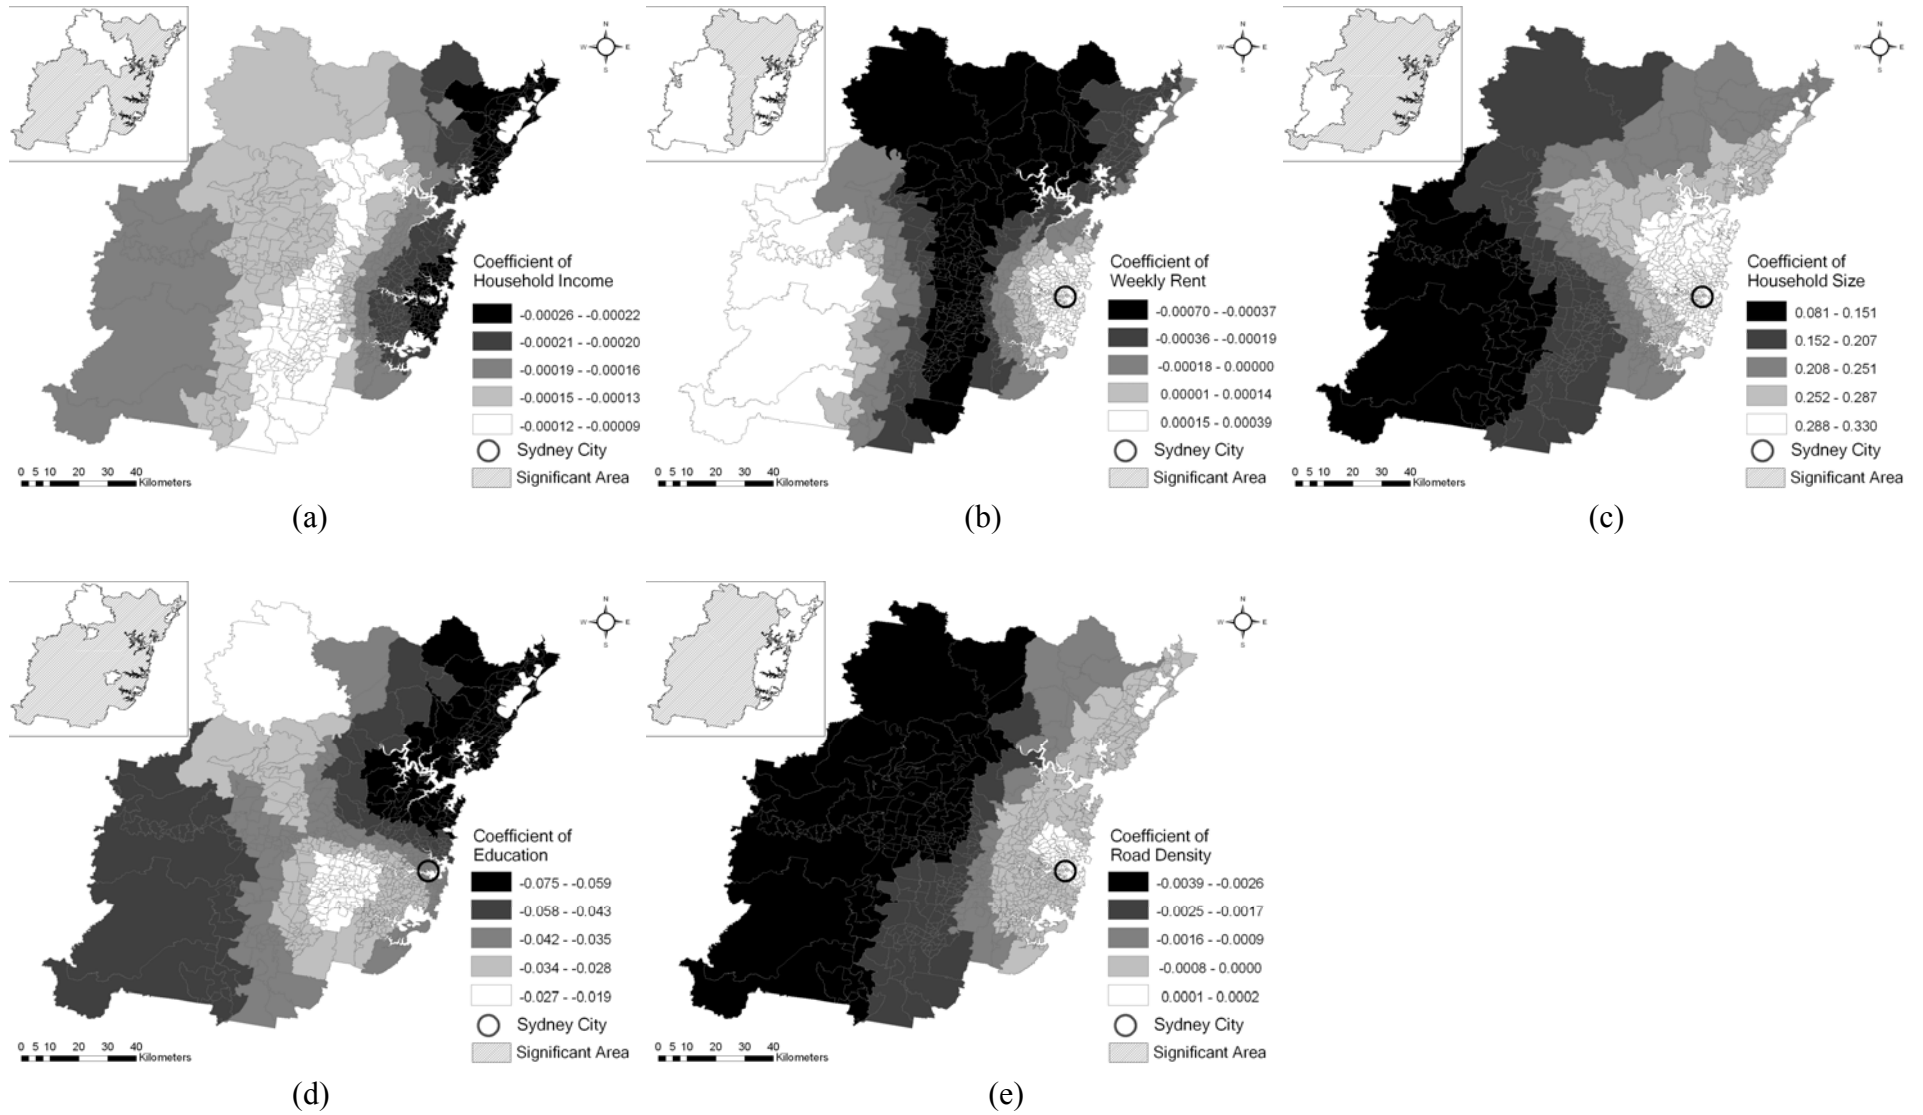 N
W E
S
Coefficient of
Household Income
-0.00026 - -0.00022
-0.00021 - -0.00020
-0.00019 - -0.00016
-0.00015 - -0.00013
-0.00012 - -0.00009
Sydney City
Significant Area
0 5 10 20 30 40
Kilometers
(a)
N
W E
S
Coefficient of
Weekly Rent
-0.00070 - -0.00037
-0.00036 - -0.00019
-0.00018 - 0.00000
0.00001 - 0.00014
0.00015 - 0.00039
Sydney City
Significant Area
0 5 10 20 30 40
Kilometers
(b)
N
W E
S
Coefficient of
Household Size
0.081 - 0.151
0.152 - 0.207
0.208 - 0.251
0.252 - 0.287
0.288 - 0.330
Sydney City
Significant Area
0 5 10 20 30 40
Kilometers
(c)
N
W E
S
Coefficient of
Education
-0.075 - -0.059
-0.058 - -0.043
-0.042 - -0.035
-0.034 - -0.028
-0.027 - -0.019
Sydney City
Significant Area
0 5 10 20 30 40
Kilometers
(d)
N
W E
S
Coefficient of
Road Density
-0.0039 - -0.0026
-0.0025 - -0.0017
-0.0016 - -0.0009
-0.0008 - 0.0000
0.0001 - 0.0002
Sydney City
Significant Area
0 5 10 20 30 40
Kilometers
(e)